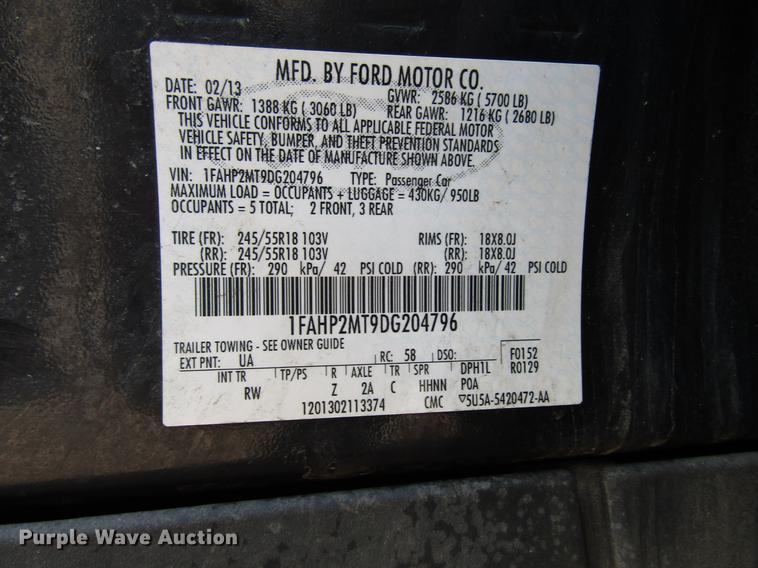 MFD. BY FORD MOTOR CO.
DATE: 02/13 GVWR: 2586 KG ( 5700 LB)
FRONT GAWR: 1388 KG ( 3060 LB) REAR GAWR: 1216 KG ( 2680 LB)
THIS VEHICLE CONFORMS TO ALL APPLICABLE FEDERAL MOTOR
VEHICLE SAFETY, BUMPER, AND THEFT PREVENTION STANDARDS
IN EFFECT ON THE DATE OF MANUFACTURE SHOWN ABOVE.
VIN: 1FAHP2MT9DG204796 TYPE: Passenger Car
MAXIMUM LOAD = OCCUPANTS + LUGGAGE = 430KG/ 950LB
OCCUPANTS = 5 TOTAL; 2 FRONT, 3 REAR
TIRE (FR): 245/55R18 103V RIMS (FR): 18X8.0J
(RR): 245/55R18 103V (RR): 18X8.0J
PRESSURE (FR): 290 kPa/ 42 PSI COLD (RR): 290 kPa/ 42 PSI COLD
1FAHP2MT9DG204796
TRAILER TOWING - SEE OWNER GUIDE
EXT PNT: UA RC: 58 DSO: F0152
R0129
INT TR TP/PS R AXLE TR SPR DPH1L
RW Z 2A C HHNN POA
1201302113374 CMC ▽5U5A-5420472-AA
Purple Wave Auction